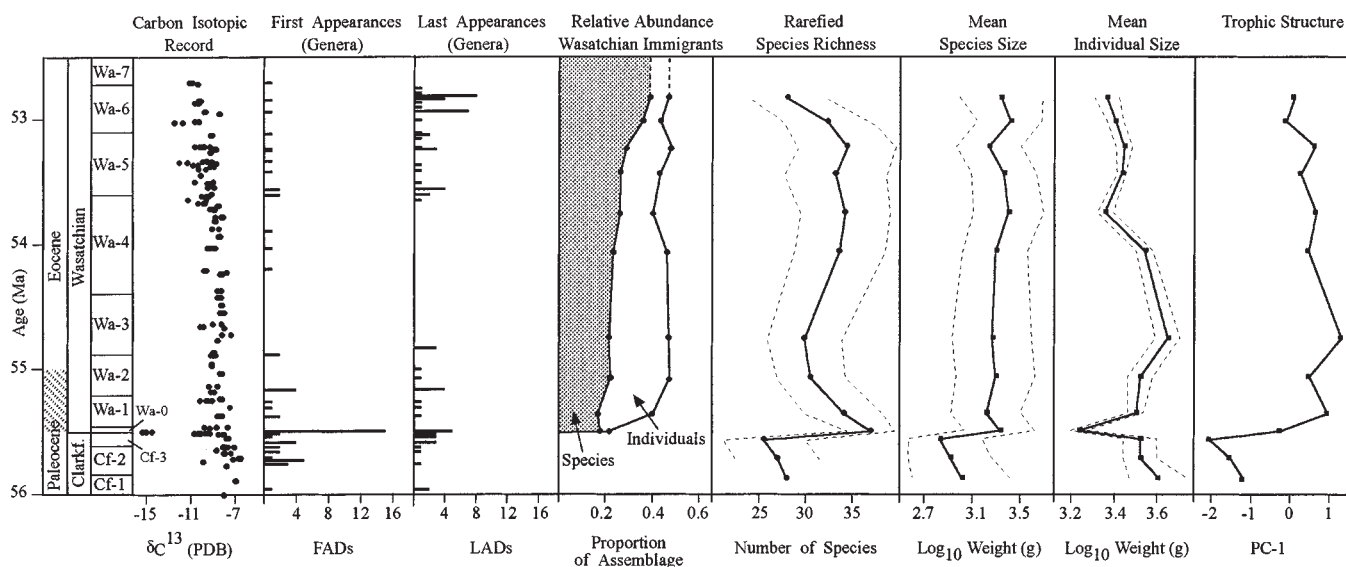 Carbon Isotopic
Record
First Appearances
(Genera)
Last Appearances
(Genera)
Relative Abundance
Wasatchian Immigrants
Rarefied
Species Richness
Mean
Species Size
Mean
Individual Size
Trophic Structure
Age (Ma)
53
54
55
56
Eocene
Paleocene
Wasatchian
Clarkf.
Wa-7
Wa-6
Wa-5
Wa-4
Wa-3
Wa-2
Wa-1
Wa-0
Cf-3
Cf-2
Cf-1
Species
Individuals
-15 -11 -7
0 4 8 12 16
0 4 8 12 16
0.2 0.4 0.6
25 30 35
2.7 3.1 3.5
3.2 3.6
-2 -1 0 1
δC13 (PDB)
FADs
LADs
Proportion
of Assemblage
Number of Species
Log10 Weight (g)
Log10 Weight (g)
PC-1